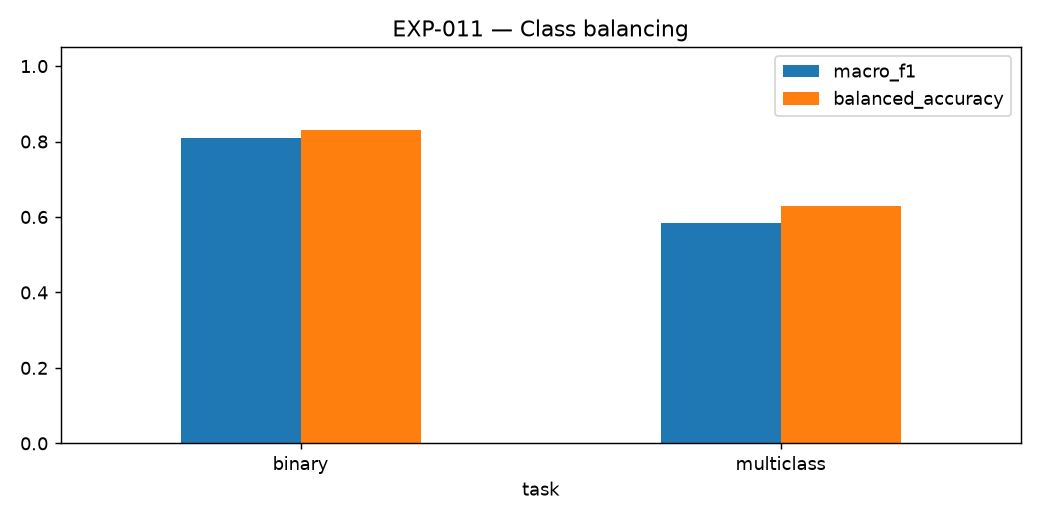 EXP-011 — Class balancing
macro_f1
balanced_accuracy
1.0
0.8
0.6
0.4
0.2
0.0
binary
multiclass
task